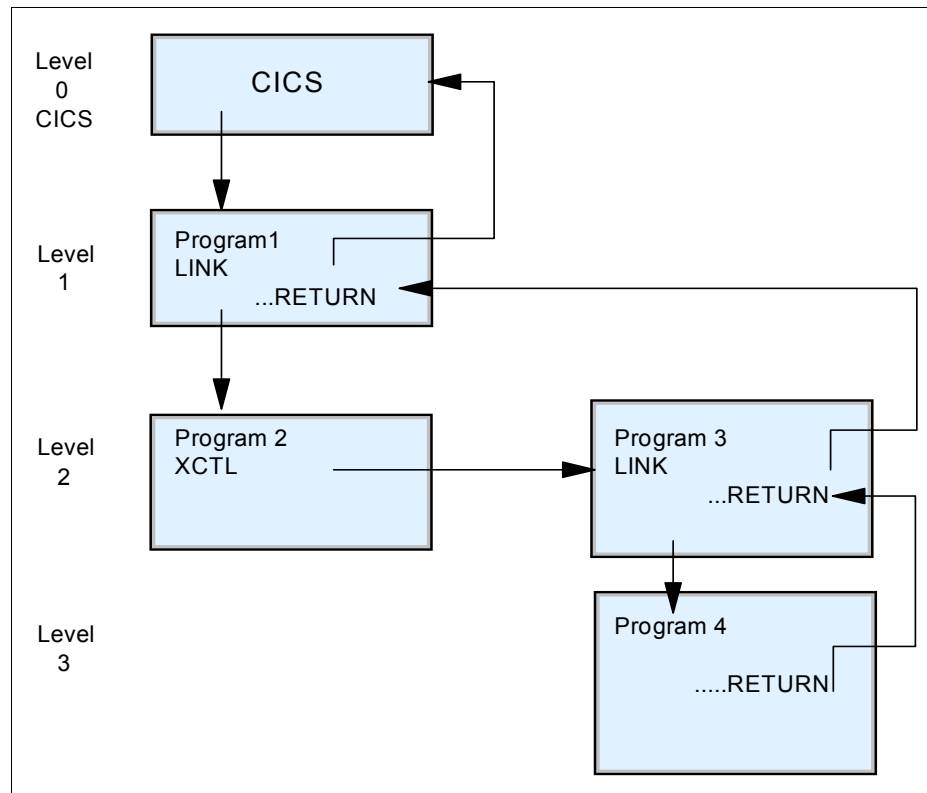 Level
0
CICS
CICS
Level
1
Program1
LINK
...RETURN
Level
2
Program 2
XCTL
Program 3
LINK
...RETURN
Level
3
Program 4
.....RETURN